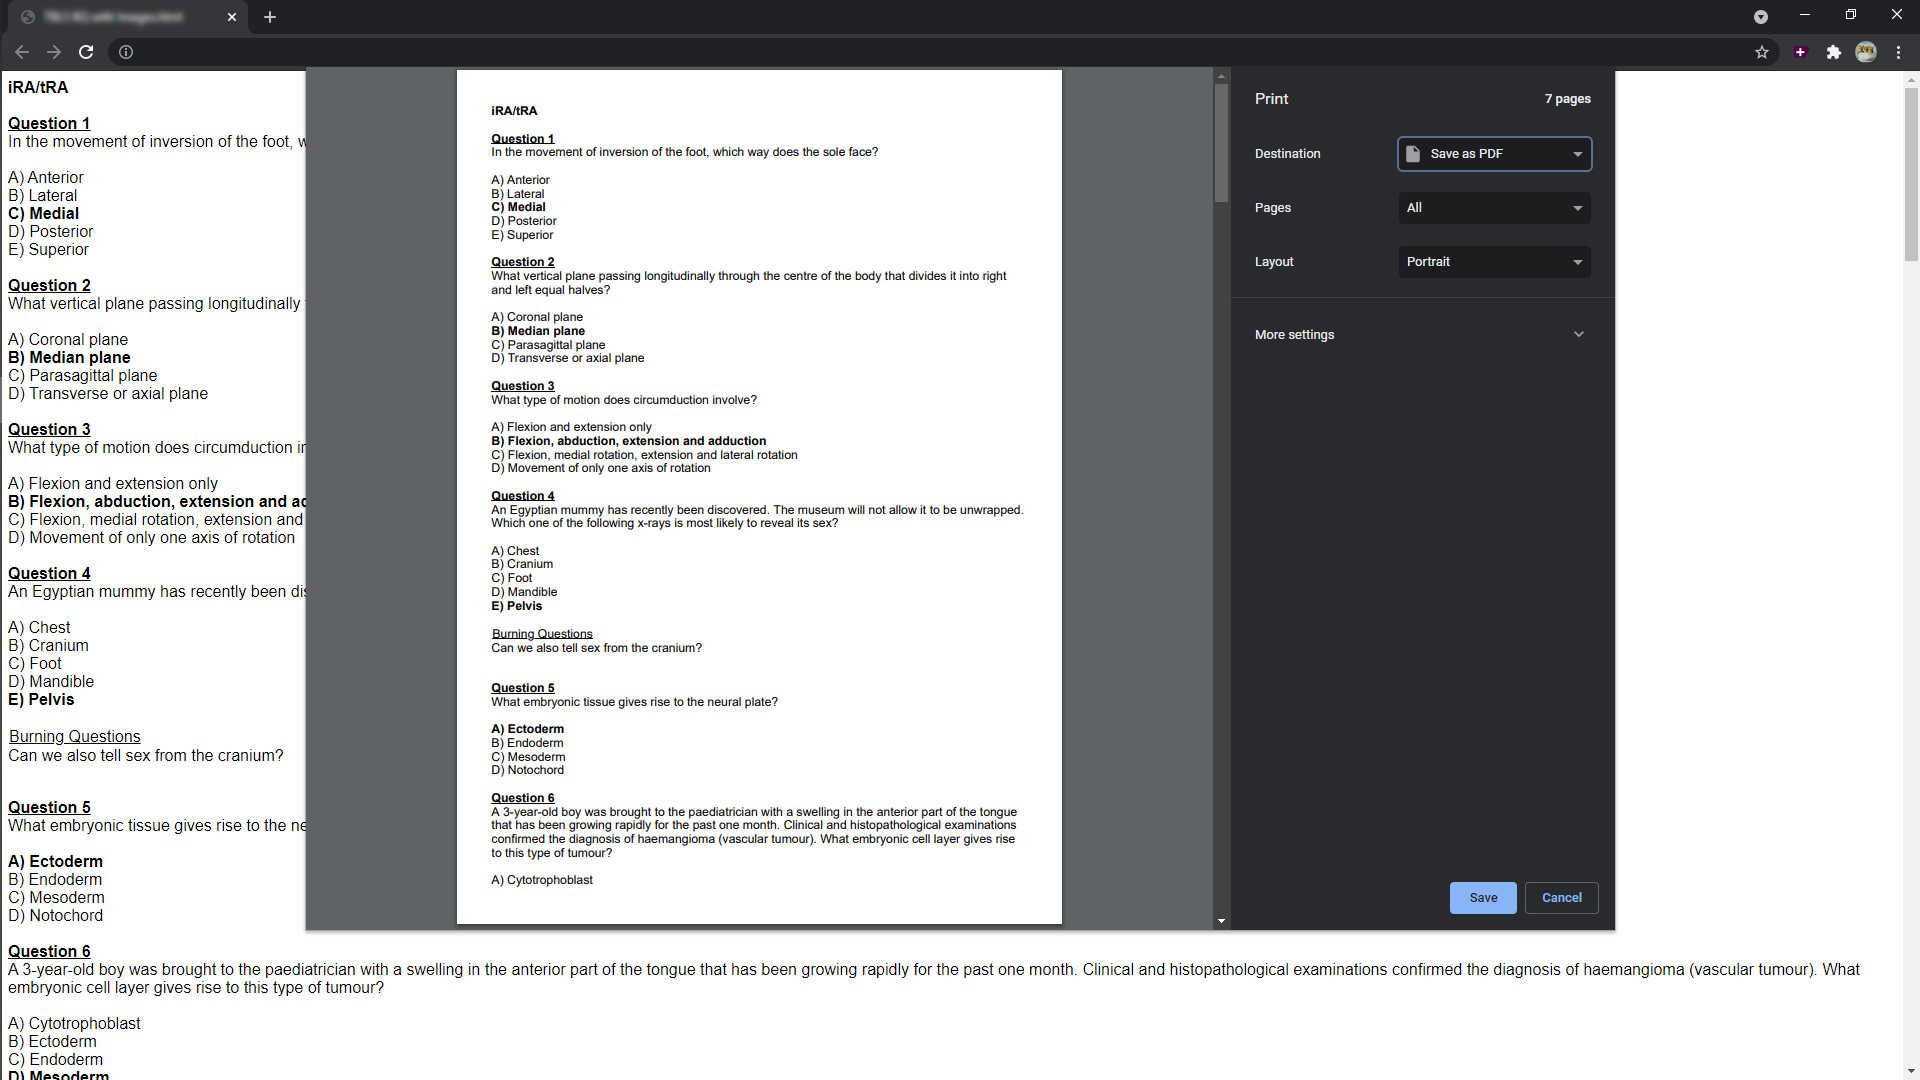 iRA/tRA
Question 1
In the movement of inversion of the foot,
A) Anterior
B) Lateral
C) Medial
D) Posterior
E) Superior
Question 2
What vertical plane passing longitudinally
A) Coronal plane
B) Median plane
C) Parasagittal plane
D) Transverse or axial plane
Question 3
What type of motion does circumduction
A) Flexion and extension only
B) Flexion, abduction, extension and
C) Flexion, medial rotation, extension and
D) Movement of only one axis of rotation
Question 4
An Egyptian mummy has recently been
A) Chest
B) Cranium
C) Foot
D) Mandible
E) Pelvis
Burning Questions
Can we also tell sex from the cranium?
Question 5
What embryonic tissue gives rise to the
A) Ectoderm
B) Endoderm
C) Mesoderm
D) Notochord
Question 6
A 3-year-old boy was brought to the paediatrician with a swelling in the anterior part of the tongue that has been growing rapidly for the past one month. Clinical and histopathological examinations confirmed the diagnosis of haemangioma (vascular tumour). What
embryonic cell layer gives rise to this type of tumour?
A) Cytotrophoblast
B) Ectoderm
C) Endoderm
D) Mesoderm
iRA/tRA
Question 1
In the movement of inversion of the foot, which way does the sole face?
A) Anterior
B) Lateral
C) Medial
D) Posterior
E) Superior
Question 2
What vertical plane passing longitudinally through the centre of the body that divides it into right
and left equal halves?
A) Coronal plane
B) Median plane
C) Parasagittal plane
D) Transverse or axial plane
Question 3
What type of motion does circumduction involve?
A) Flexion and extension only
B) Flexion, abduction, extension and adduction
C) Flexion, medial rotation, extension and lateral rotation
D) Movement of only one axis of rotation
Question 4
An Egyptian mummy has recently been discovered. The museum will not allow it to be unwrapped.
Which one of the following x-rays is most likely to reveal its sex?
A) Chest
B) Cranium
C) Foot
D) Mandible
E) Pelvis
Burning Questions
Can we also tell sex from the cranium?
Question 5
What embryonic tissue gives rise to the neural plate?
A) Ectoderm
B) Endoderm
C) Mesoderm
D) Notochord
Question 6
A 3-year-old boy was brought to the paediatrician with a swelling in the anterior part of the tongue
that has been growing rapidly for the past one month. Clinical and histopathological examinations
confirmed the diagnosis of haemangioma (vascular tumour). What embryonic cell layer gives rise
to this type of tumour?
A) Cytotrophoblast
Print
7 pages
Destination
Save as PDF
Pages
All
Layout
Portrait
More settings
Save
Cancel